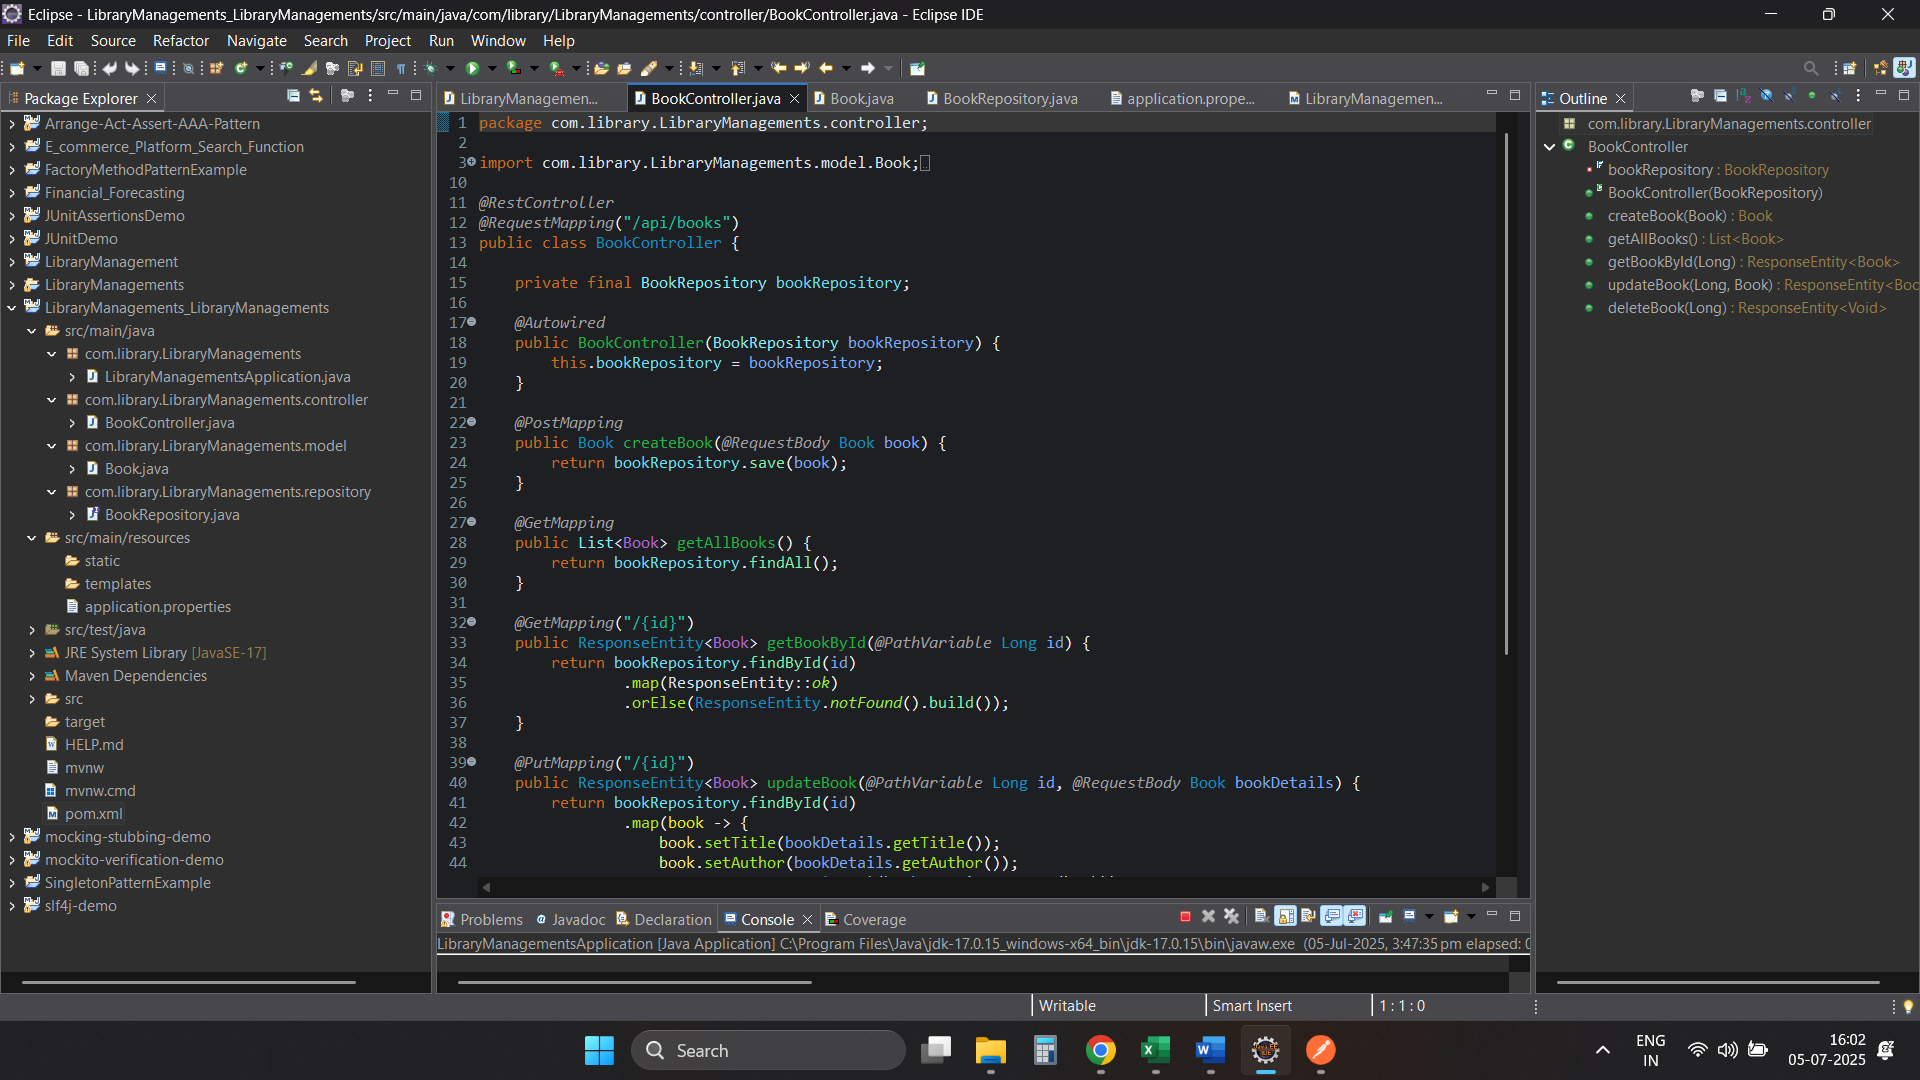 Eclipse - LibraryManagements_LibraryManagements/src/main/java/com/library/LibraryManagements/controller/BookController.java - Eclipse IDE
File Edit Source Refactor Navigate Search Project Run Window Help
Package Explorer
Arrange-Act-Assert-AAA-Pattern
E_commerce_Platform_Search_Function
FactoryMethodPatternExample
Financial_Forecasting
JUnitAssertionsDemo
JUnitDemo
LibraryManagement
LibraryManagements
LibraryManagements_LibraryManagements
src/main/java
com.library.LibraryManagements
LibraryManagementsApplication.java
com.library.LibraryManagements.controller
BookController.java
com.library.LibraryManagements.model
Book.java
com.library.LibraryManagements.repository
BookRepository.java
src/main/resources
static
templates
application.properties
src/test/java
JRE System Library [JavaSE-17]
Maven Dependencies
src
target
HELP.md
mvnw
mvnw.cmd
pom.xml
mocking-stubbing-demo
mockito-verification-demo
SingletonPatternExample
slf4j-demo
LibraryManagemen... BookController.java Book.java BookRepository.java application.prope... LibraryManagemen...
1 package com.library.LibraryManagements.controller;
2
3 import com.library.LibraryManagements.model.Book;
10
11 @RestController
12 @RequestMapping("/api/books")
13 public class BookController {
14
15 private final BookRepository bookRepository;
16
17 @Autowired
18 public BookController(BookRepository bookRepository) {
19 this.bookRepository = bookRepository;
20 }
21
22 @PostMapping
23 public Book createBook(@RequestBody Book book) {
24 return bookRepository.save(book);
25 }
26
27 @GetMapping
28 public List<Book> getAllBooks() {
29 return bookRepository.findAll();
30 }
31
32 @GetMapping("/{id}")
33 public ResponseEntity<Book> getBookById(@PathVariable Long id) {
34 return bookRepository.findById(id)
35 .map(ResponseEntity::ok)
36 .orElse(ResponseEntity.notFound().build());
37 }
38
39 @PutMapping("/{id}")
40 public ResponseEntity<Book> updateBook(@PathVariable Long id, @RequestBody Book bookDetails) {
41 return bookRepository.findById(id)
42 .map(book -> {
43 book.setTitle(bookDetails.getTitle());
44 book.setAuthor(bookDetails.getAuthor());
Problems Javadoc Declaration Console Coverage
LibraryManagementsApplication [Java Application] C:\Program Files\Java\jdk-17.0.15_windows-x64_bin\jdk-17.0.15\bin\javaw.exe (05-Jul-2025, 3:47:35 pm elapsed: 0
Outline
com.library.LibraryManagements.controller
BookController
bookRepository : BookRepository
BookController(BookRepository)
createBook(Book) : Book
getAllBooks() : List<Book>
getBookById(Long) : ResponseEntity<Book>
updateBook(Long, Book) : ResponseEntity<Boo
deleteBook(Long) : ResponseEntity<Void>
Writable Smart Insert 1 : 1 : 0
Search
ENG
IN
16:02
05-07-2025